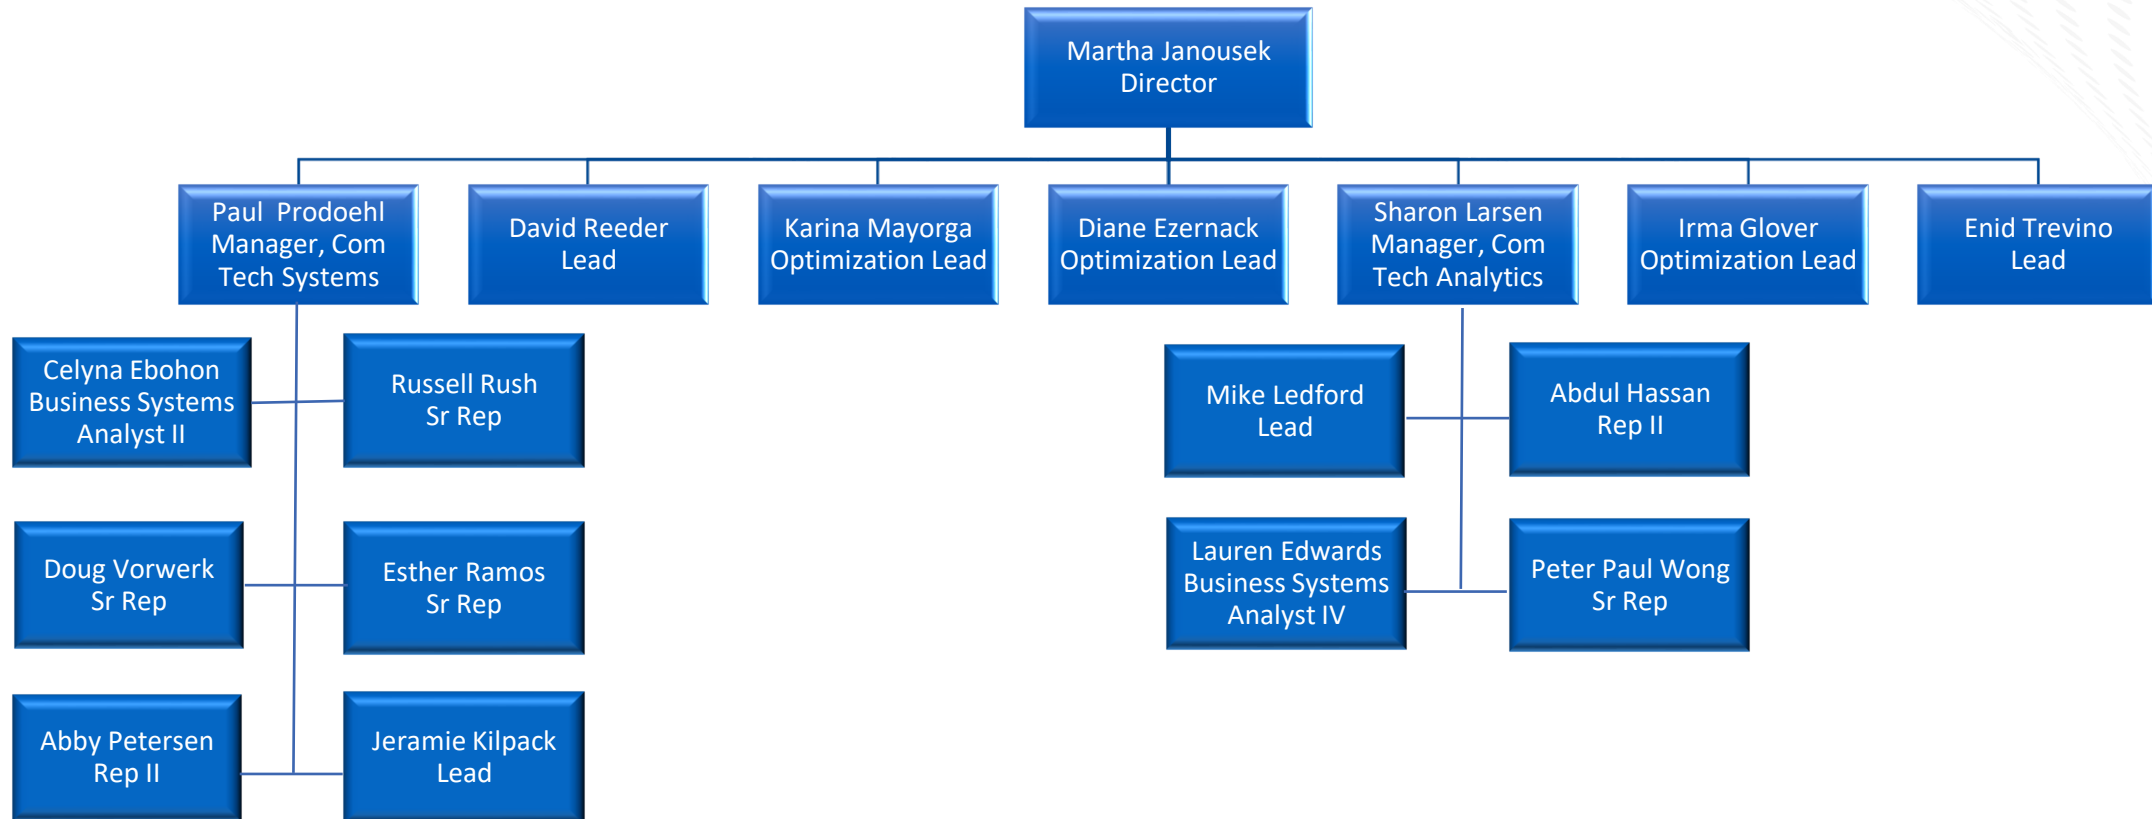 Martha Janousek
Director
Paul  Prodoehl
Manager, Com
Tech Systems
David Reeder
Lead
Karina Mayorga
Optimization Lead
Diane Ezernack
Optimization Lead
Sharon Larsen
Manager, Com
Tech Analytics
Irma Glover
Optimization Lead
Enid Trevino
Lead
Celyna Ebohon
Business Systems
Analyst II
Russell Rush
Sr Rep
Mike Ledford
Lead
Abdul Hassan
Rep II
Doug Vorwerk
Sr Rep
Esther Ramos
Sr Rep
Lauren Edwards
Business Systems
Analyst IV
Peter Paul Wong
Sr Rep
Abby Petersen
Rep II
Jeramie Kilpack
Lead